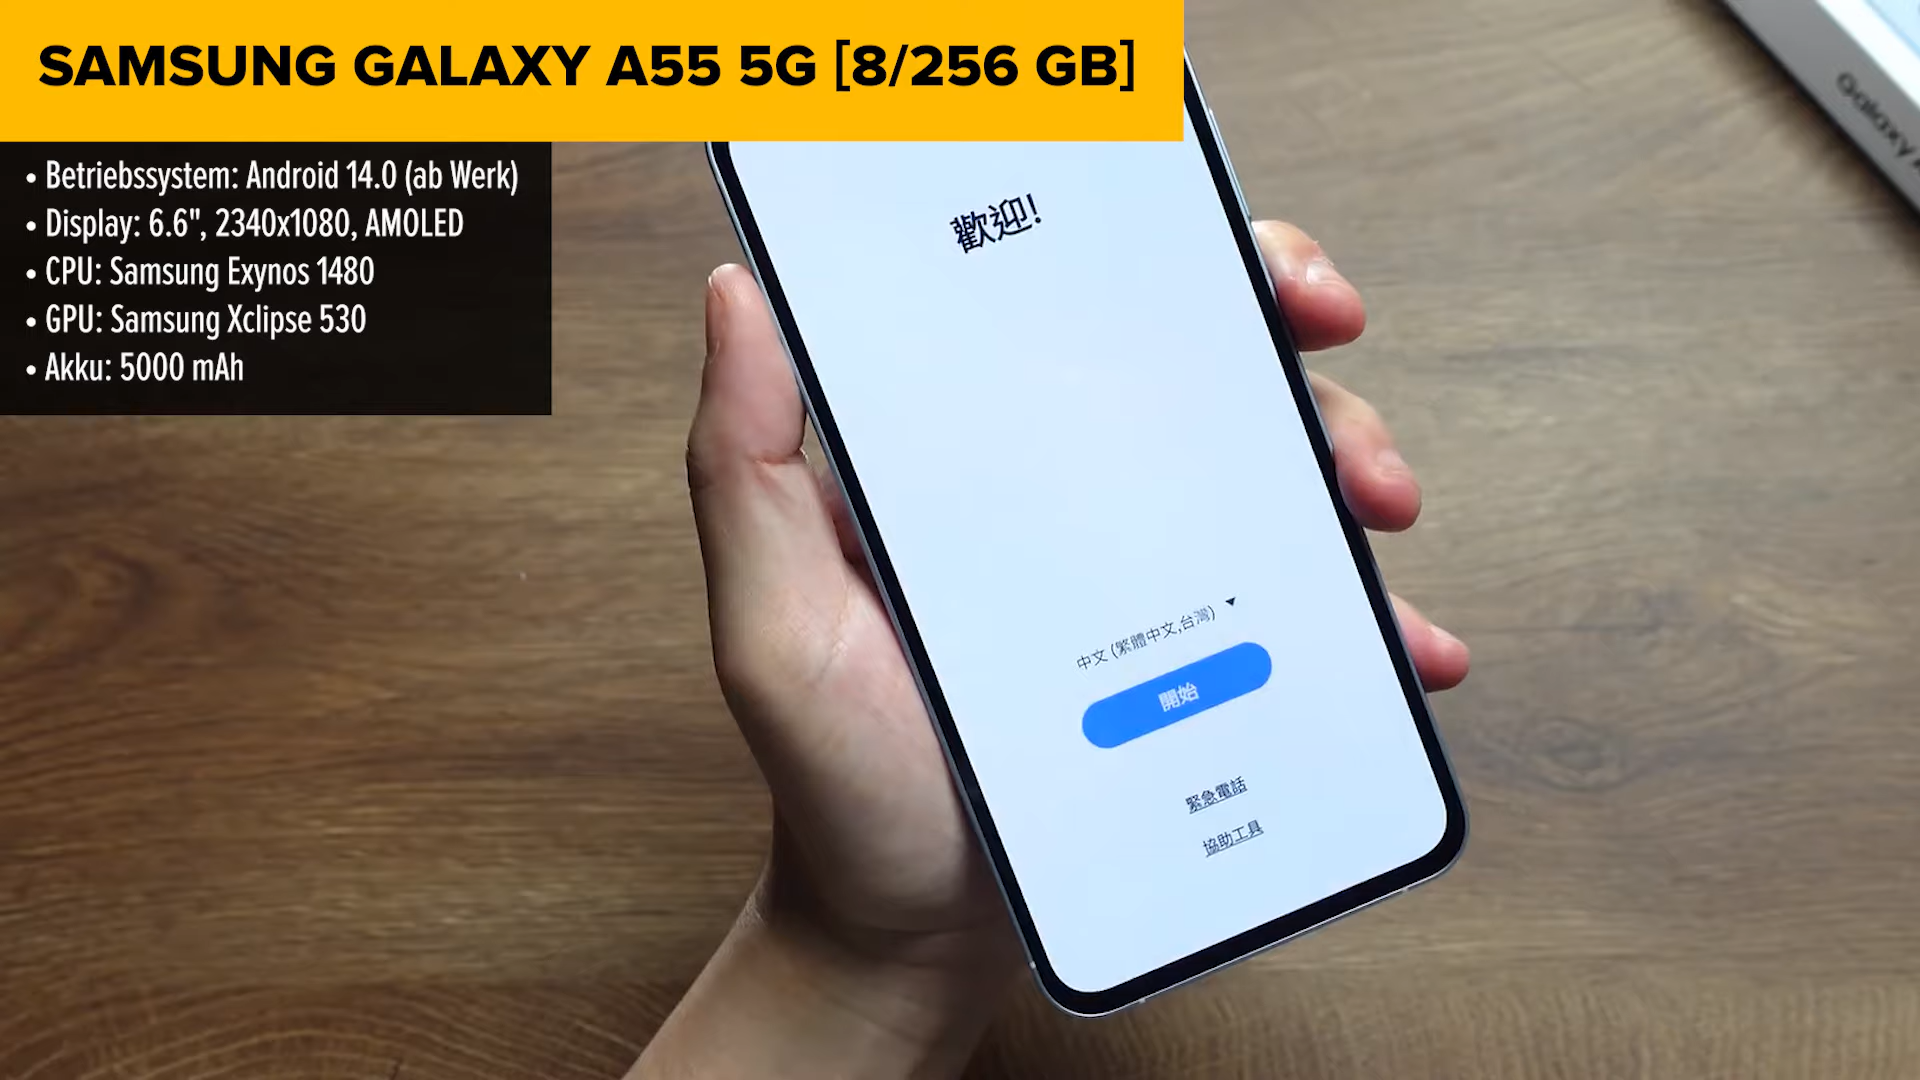 SAMSUNG GALAXY A55 5G [8/256 GB]
• Betriebssystem: Android 14.0 (ab Werk)
• Display: 6.6", 2340x1080, AMOLED
• CPU: Samsung Exynos 1480
• GPU: Samsung Xclipse 530
• Akku: 5000 mAh
Galaxy
歡迎!
中文 (繁體中文,台灣) ▼
開始
緊急電話
協助工具